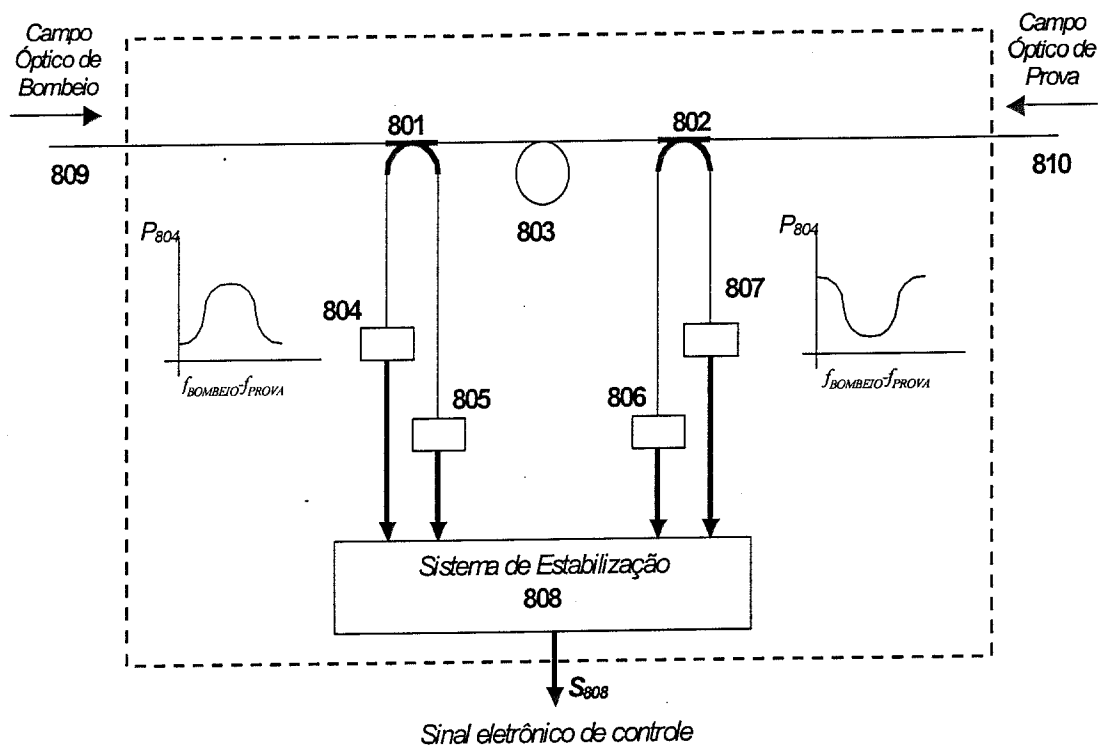 Campo
Óptico de
Bombeio
Campo
Óptico de
Prova
801
802
809
810
803
P804
P804
804
807
fBOMBEIO-fPROVA
fBOMBEIO-fPROVA
805
806
Sistema de Estabilização
808
S808
Sinal eletrônico de controle